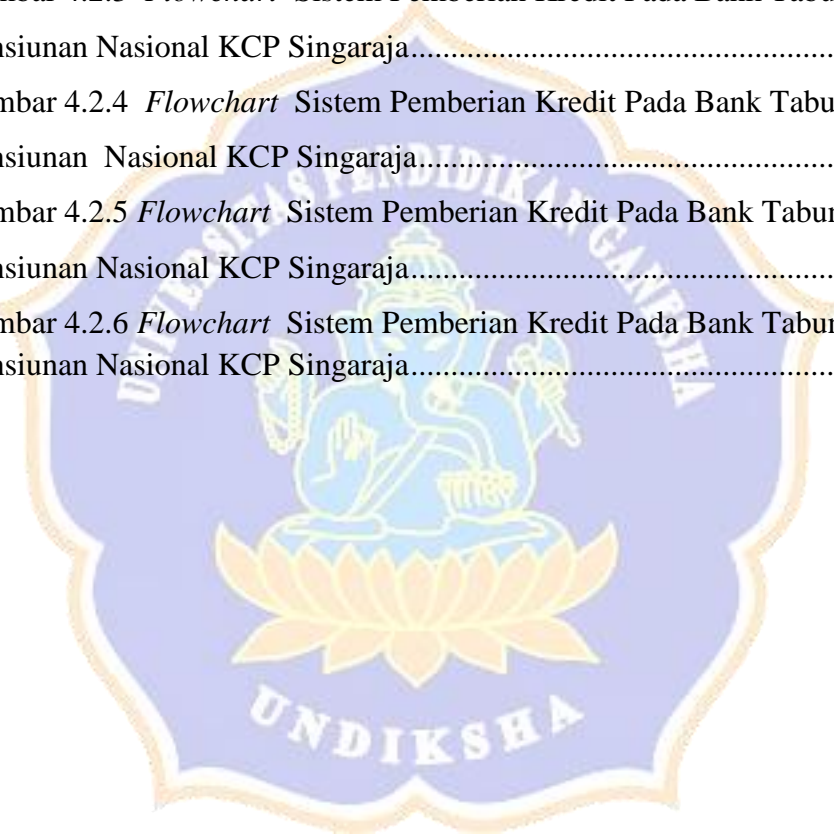 mbar 4.2.3 Flowchart Sistem Pemberian Kredit Pada Bank Tabu
nsiunan Nasional KCP Singaraja..........................................................
mbar 4.2.4 Flowchart Sistem Pemberian Kredit Pada Bank Tabu
nsiunan Nasional KCP Singaraja.........................................................
mbar 4.2.5 Flowchart Sistem Pemberian Kredit Pada Bank Tabun
nsiunan Nasional KCP Singaraja..........................................................
mbar 4.2.6 Flowchart Sistem Pemberian Kredit Pada Bank Tabun
nsiunan Nasional KCP Singaraja..........................................................
UNIVERSITAS PENDIDIKAN GANESHA
UNDIKSHA